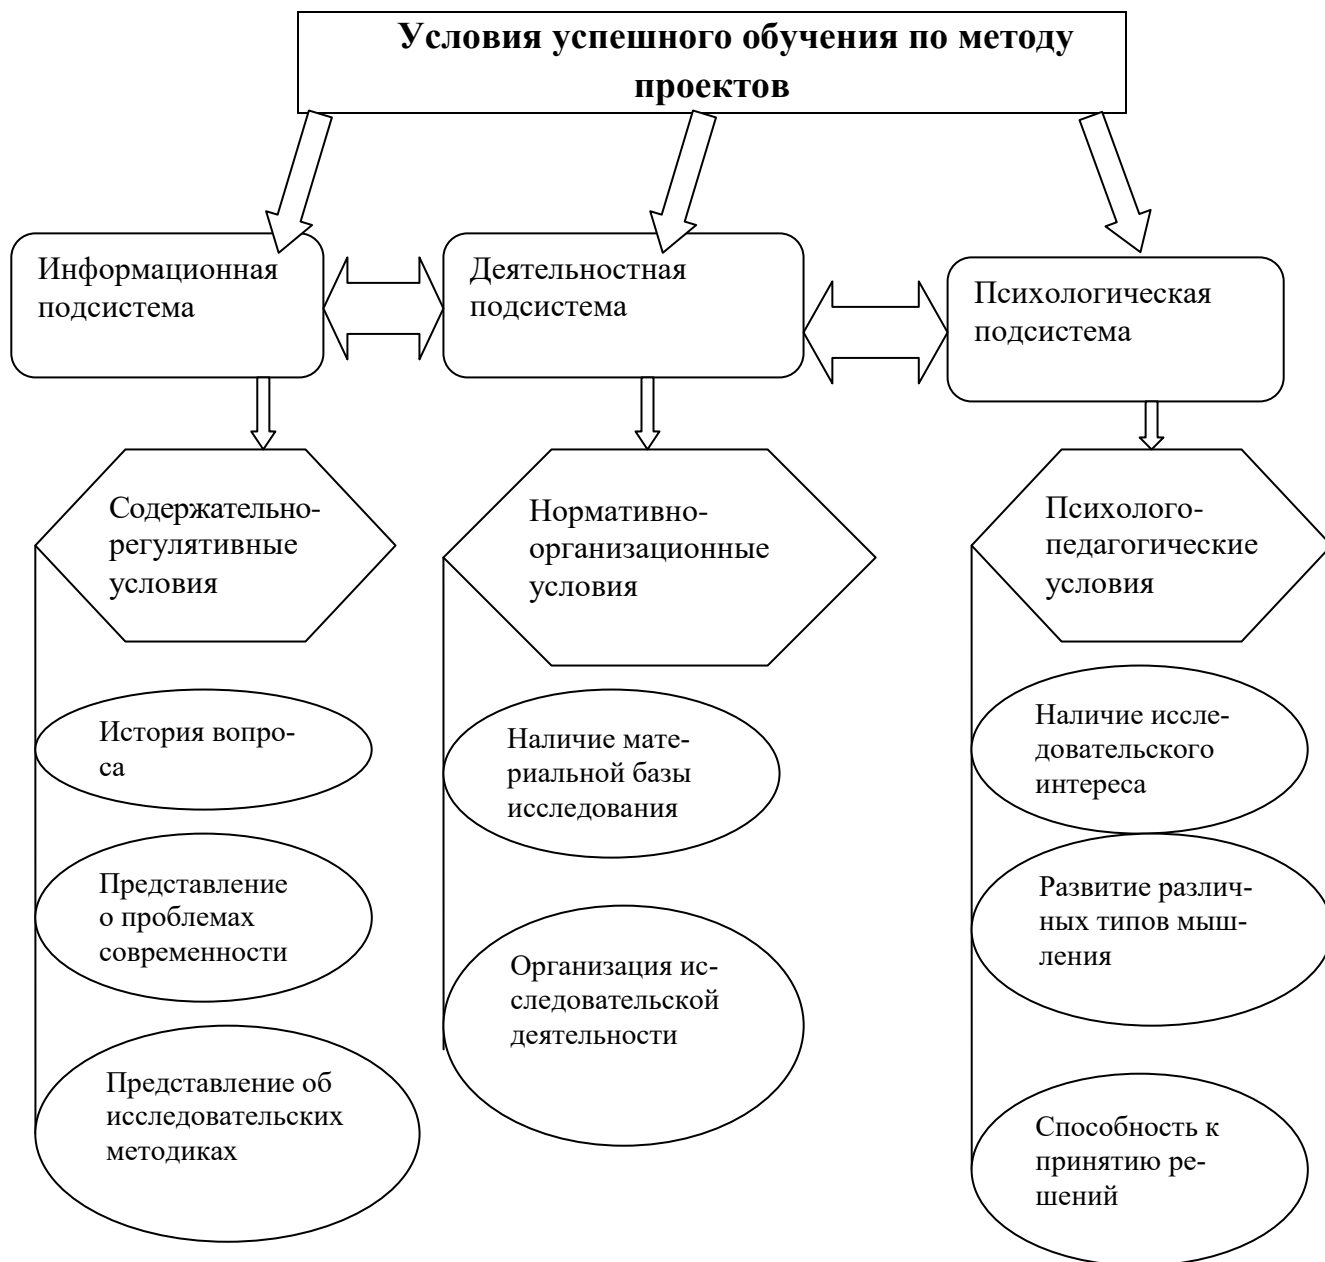 Условия успешного обучения по методу
проектов
Информационная
подсистема
Деятельностная
подсистема
Психологическая
подсистема
Содержательно-
регулятивные
условия
Нормативно-
организационные
условия
Психолого-
педагогические
условия
История вопро-
са
Представление
о проблемах
современности
Представление об
исследовательских
методиках
Наличие мате-
риальной базы
исследования
Организация ис-
следовательской
деятельности
Наличие иссле-
довательского
интереса
Развитие различ-
ных типов мыш-
ления
Способность к
принятию ре-
шений